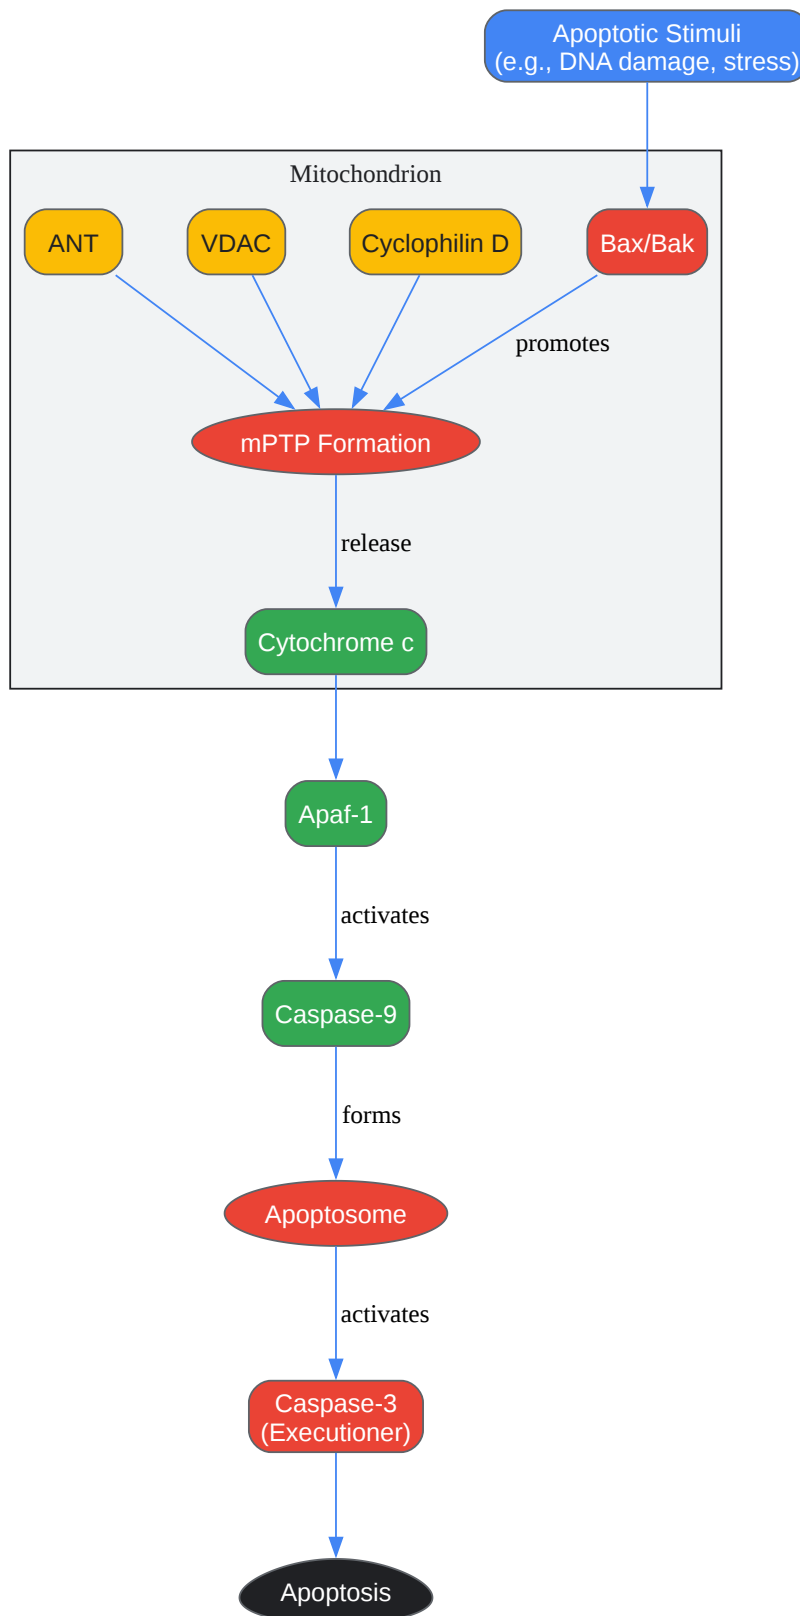 Apoptotic Stimuli
(e.g., DNA damage, stress)
Mitochondrion
ANT
VDAC
Cyclophilin D
Bax/Bak
promotes
mPTP Formation
release
Cytochrome c
Apaf-1
activates
Caspase-9
forms
Apoptosome
activates
Caspase-3
(Executioner)
Apoptosis